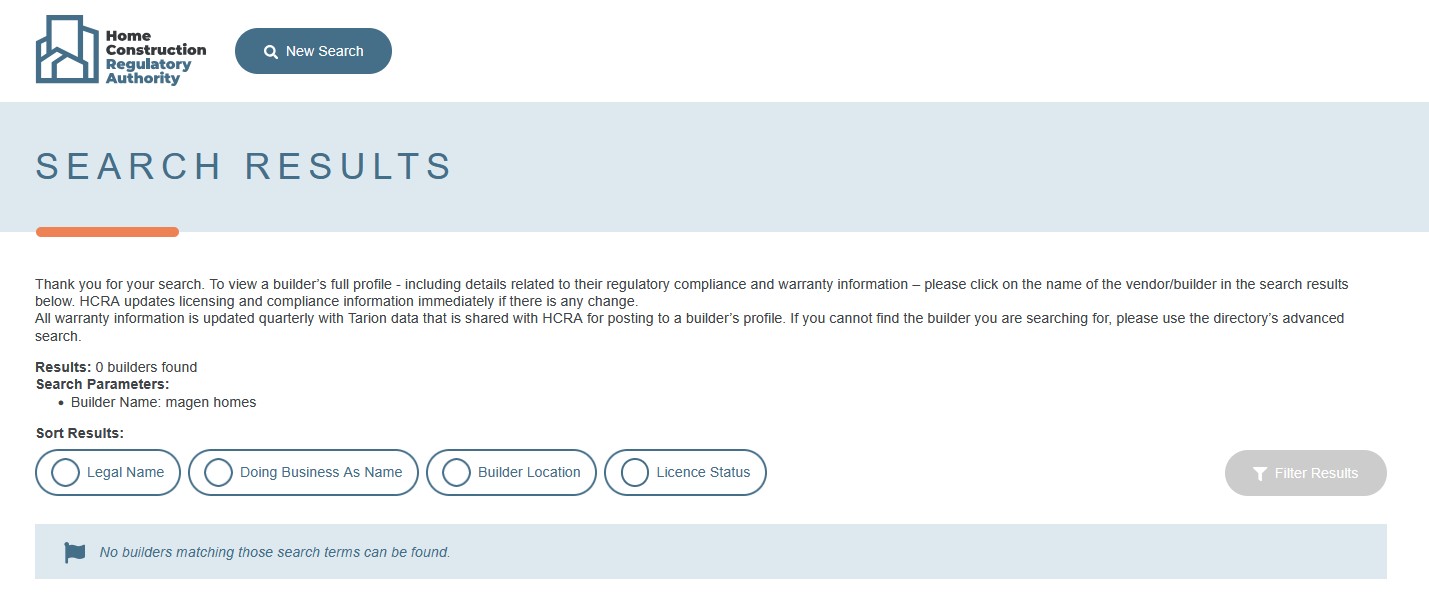 Home
Construction
Regulatory
Authority
New Search
SEARCH RESULTS
Thank you for your search. To view a builder’s full profile - including details related to their regulatory compliance and warranty information – please click on the name of the vendor/builder in the search results
below. HCRA updates licensing and compliance information immediately if there is any change.
All warranty information is updated quarterly with Tarion data that is shared with HCRA for posting to a builder’s profile. If you cannot find the builder you are searching for, please use the directory’s advanced
search.
Results: 0 builders found
Search Parameters:
• Builder Name: magen homes
Sort Results:
Legal Name Doing Business As Name Builder Location Licence Status Filter Results
No builders matching those search terms can be found.